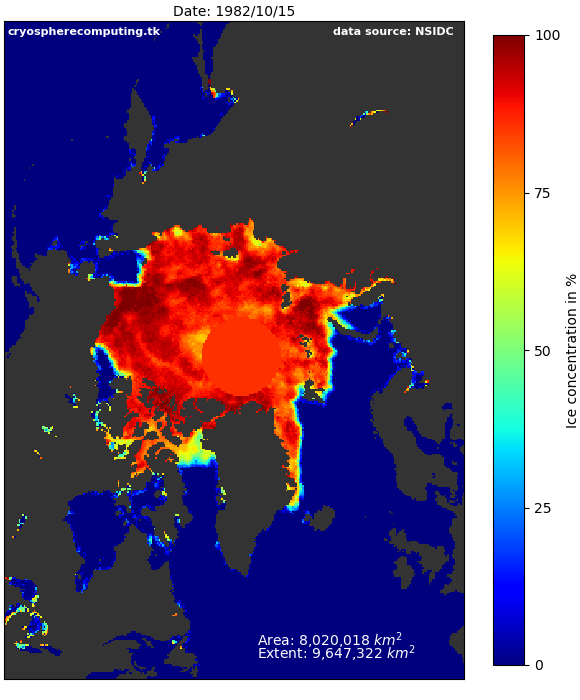 Date: 1982/10/15
cryospherecomputing.tk
data source: NSIDC
100
75
50
25
0
Ice concentration in %
Area: 8,020,018 km²
Extent: 9,647,322 km²